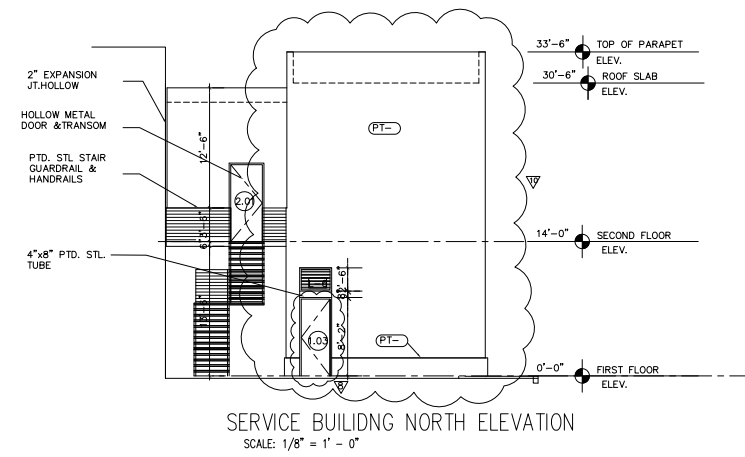 33'-6" TOP OF PARAPET
ELEV.
30'-6" ROOF SLAB
ELEV.
2" EXPANSION
JT.HOLLOW
HOLLOW METAL
DOOR &TRANSOM
PTD. STL STAIR
GUARDRAIL &
HANDRAILS
4"x8" PTD. STL.
TUBE
12'-6"
PT-
2.01
10
14'-0" SECOND FLOOR
ELEV.
8'-2"
1.03
PT-
0'-0" FIRST FLOOR
ELEV.
SERVICE BUILIDNG NORTH ELEVATION
SCALE: 1/8" = 1' - 0"